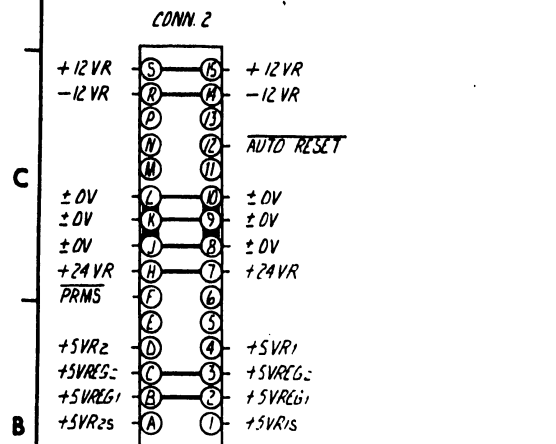 CONN. 2
+12VR S 15 +12VR
-12VR R 14 -12VR
P 13
N 12 AUTO RESET
M 11
C
±0V L 10 ±0V
±0V K 9 ±0V
±0V J 8 ±0V
+24VR H 7 +24VR
PRMS F 6
E 5
+5VR2 D 4 +5VR1
+5VREG2 C 3 +5VREG2
+5VREG1 B 2 +5VREG1
B +5VR2S A 1 +5VR1S